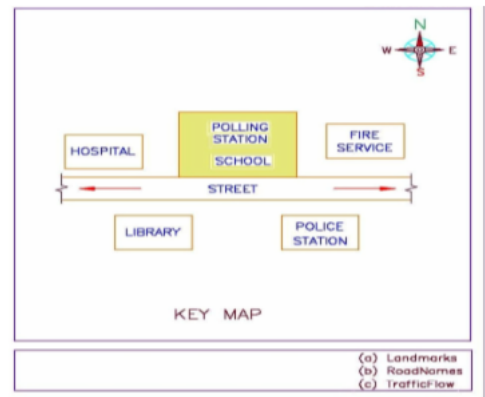 N
W E
S
POLLING
STATION
SCHOOL
HOSPITAL
FIRE
SERVICE
STREET
LIBRARY
POLICE
STATION
KEY MAP
(a) Landmarks
(b) RoadNames
(c) TrafficFlow